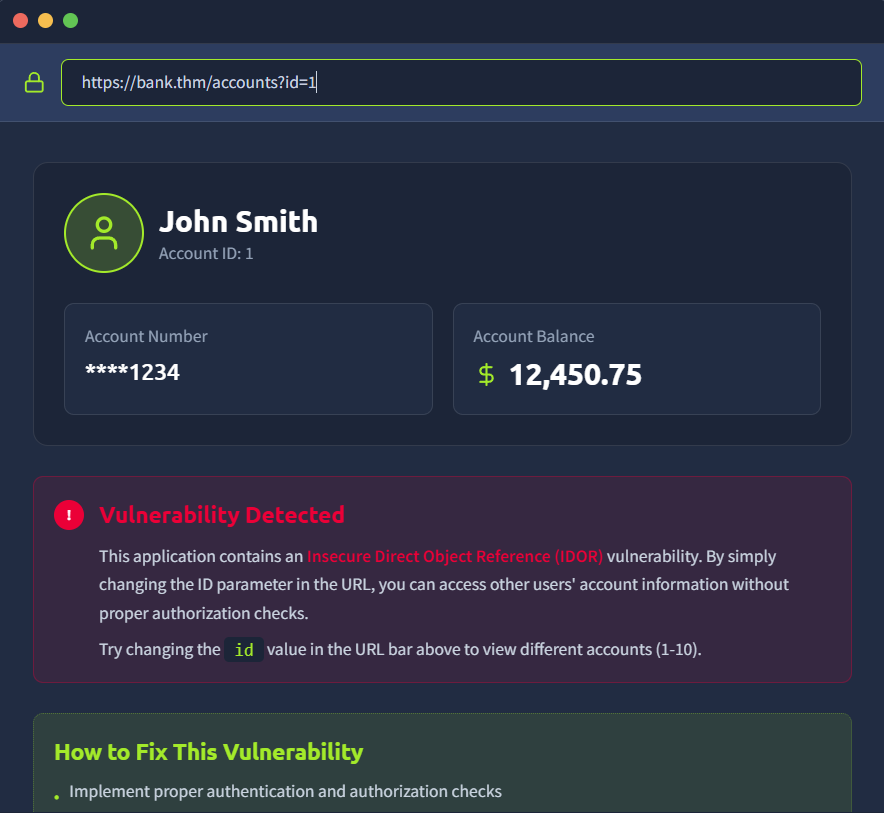 https://bank.thm/accounts?id=1
John Smith
Account ID: 1
Account Number
****1234
Account Balance
$ 12,450.75
!
Vulnerability Detected
This application contains an Insecure Direct Object Reference (IDOR) vulnerability. By simply
changing the ID parameter in the URL, you can access other users' account information without
proper authorization checks.
Try changing the id value in the URL bar above to view different accounts (1-10).
How to Fix This Vulnerability
• Implement proper authentication and authorization checks